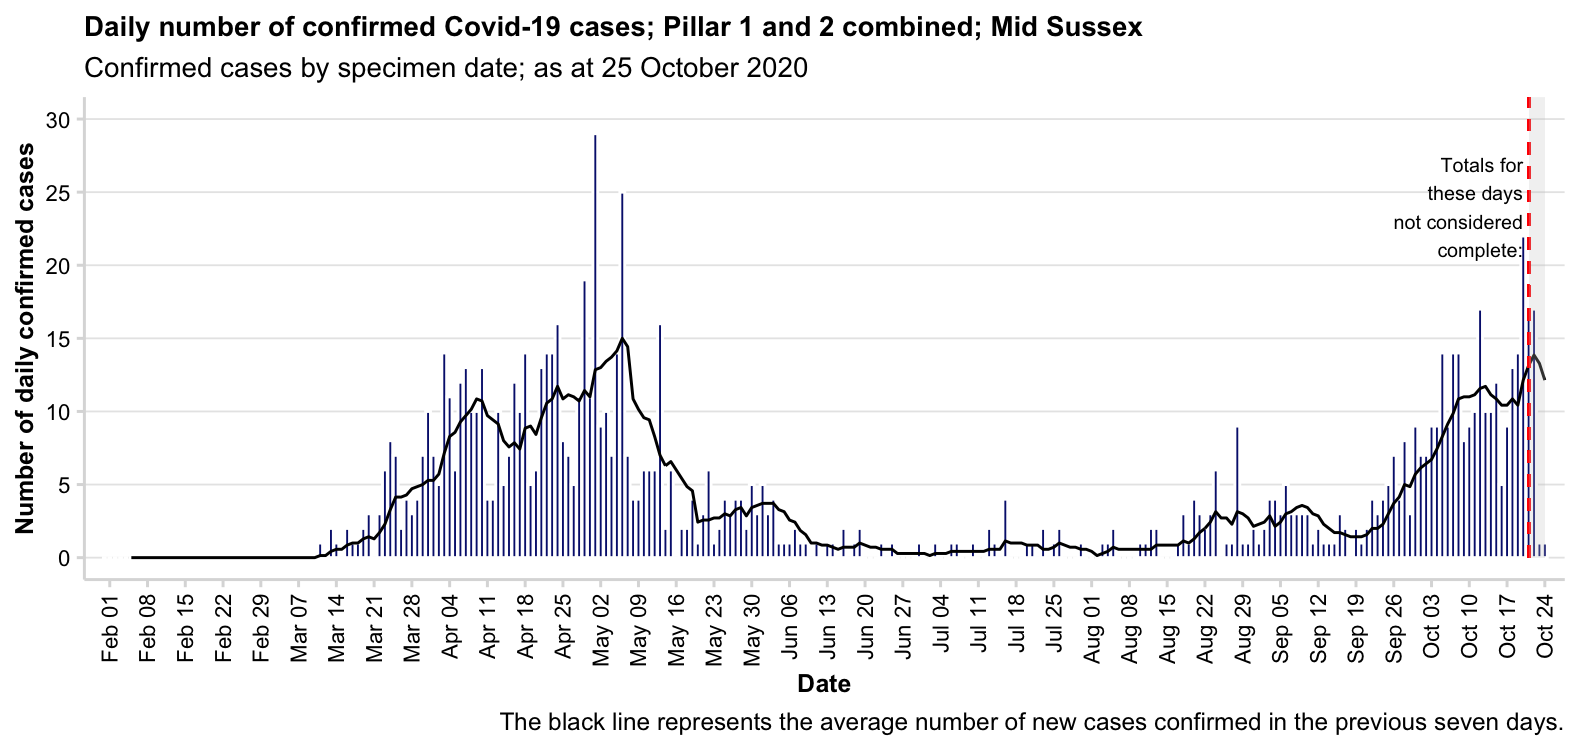 Daily number of confirmed Covid-19 cases; Pillar 1 and 2 combined; Mid Sussex
Confirmed cases by specimen date; as at 25 October 2020
Number of daily confirmed cases
30
25
20
15
10
5
0
Totals for
these days
not considered
complete:
Feb 01
Feb 08
Feb 15
Feb 22
Feb 29
Mar 07
Mar 14
Mar 21
Mar 28
Apr 04
Apr 11
Apr 18
Apr 25
May 02
May 09
May 16
May 23
May 30
Jun 06
Jun 13
Jun 20
Jun 27
Jul 04
Jul 11
Jul 18
Jul 25
Aug 01
Aug 08
Aug 15
Aug 22
Aug 29
Sep 05
Sep 12
Sep 19
Sep 26
Oct 03
Oct 10
Oct 17
Oct 24
Date
The black line represents the average number of new cases confirmed in the previous seven days.